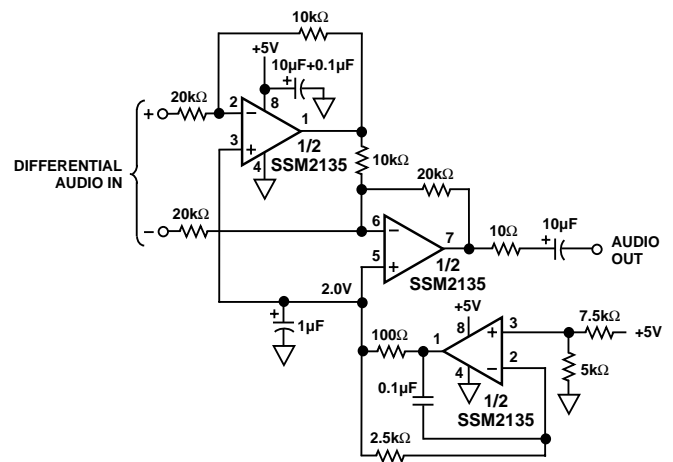 10kΩ
+5V
10µF+0.1µF
+
20kΩ
+
2
−
8
1
3
+
1/2
SSM2135
4
DIFFERENTIAL
AUDIO IN
10kΩ
20kΩ
−
20kΩ
6
−
7
10Ω
10µF
+
AUDIO
OUT
5
+
1/2
SSM2135
2.0V
+
1µF
+5V
100Ω
1
8
+
3
7.5kΩ
+5V
−
2
4
5kΩ
0.1µF
1/2
SSM2135
2.5kΩ